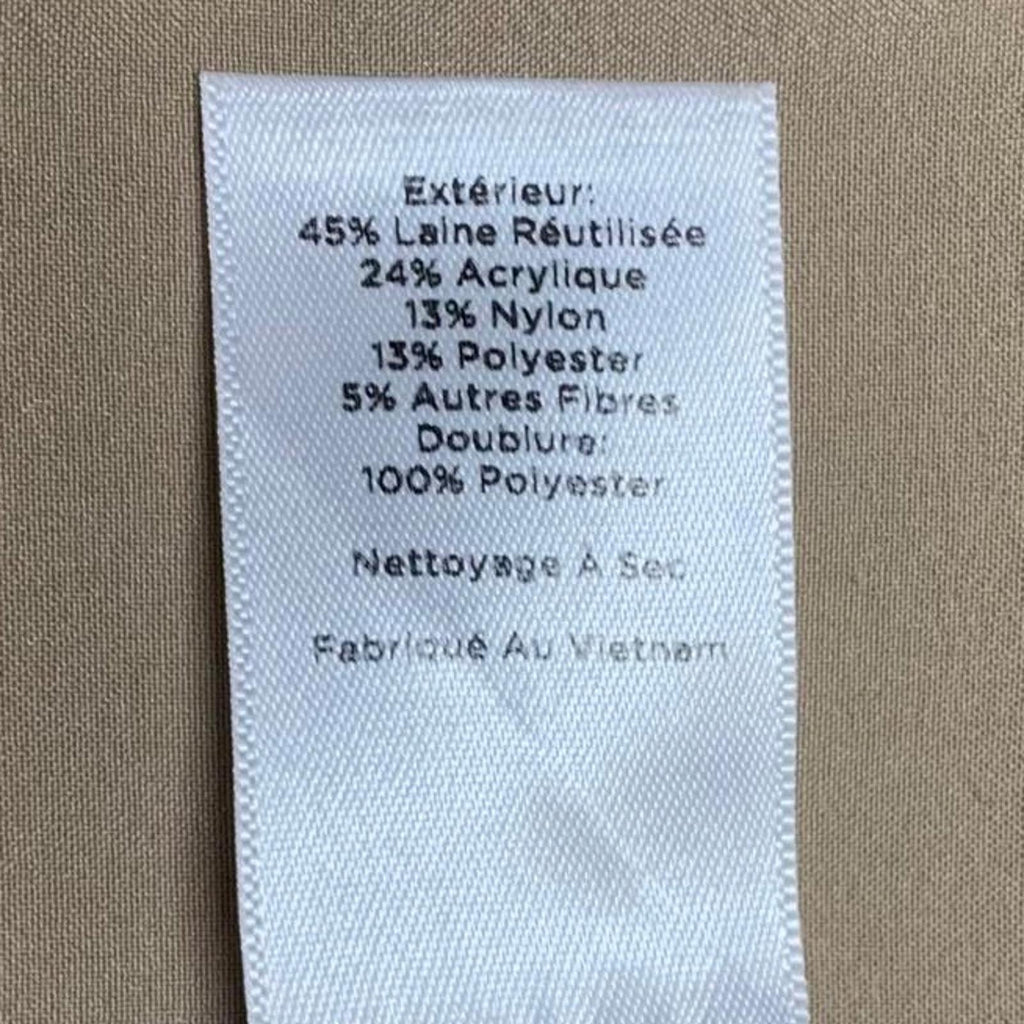 Extérieur:
45% Laine Réutilisée
24% Acrylique
13% Nylon
13% Polyester
5% Autres Fibres
Doublure:
100% Polyester
Nettoyage À Sec
Fabriqué Au Vietnam